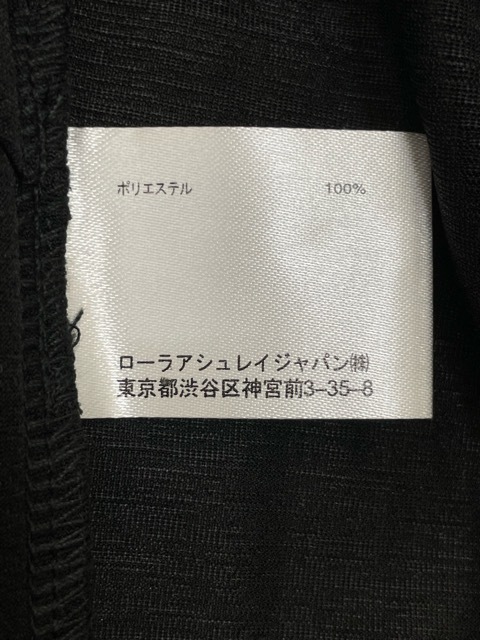 ポリエステル 100%
ローラアシュレイジャパン㈱
東京都渋谷区神宮前3-35-8